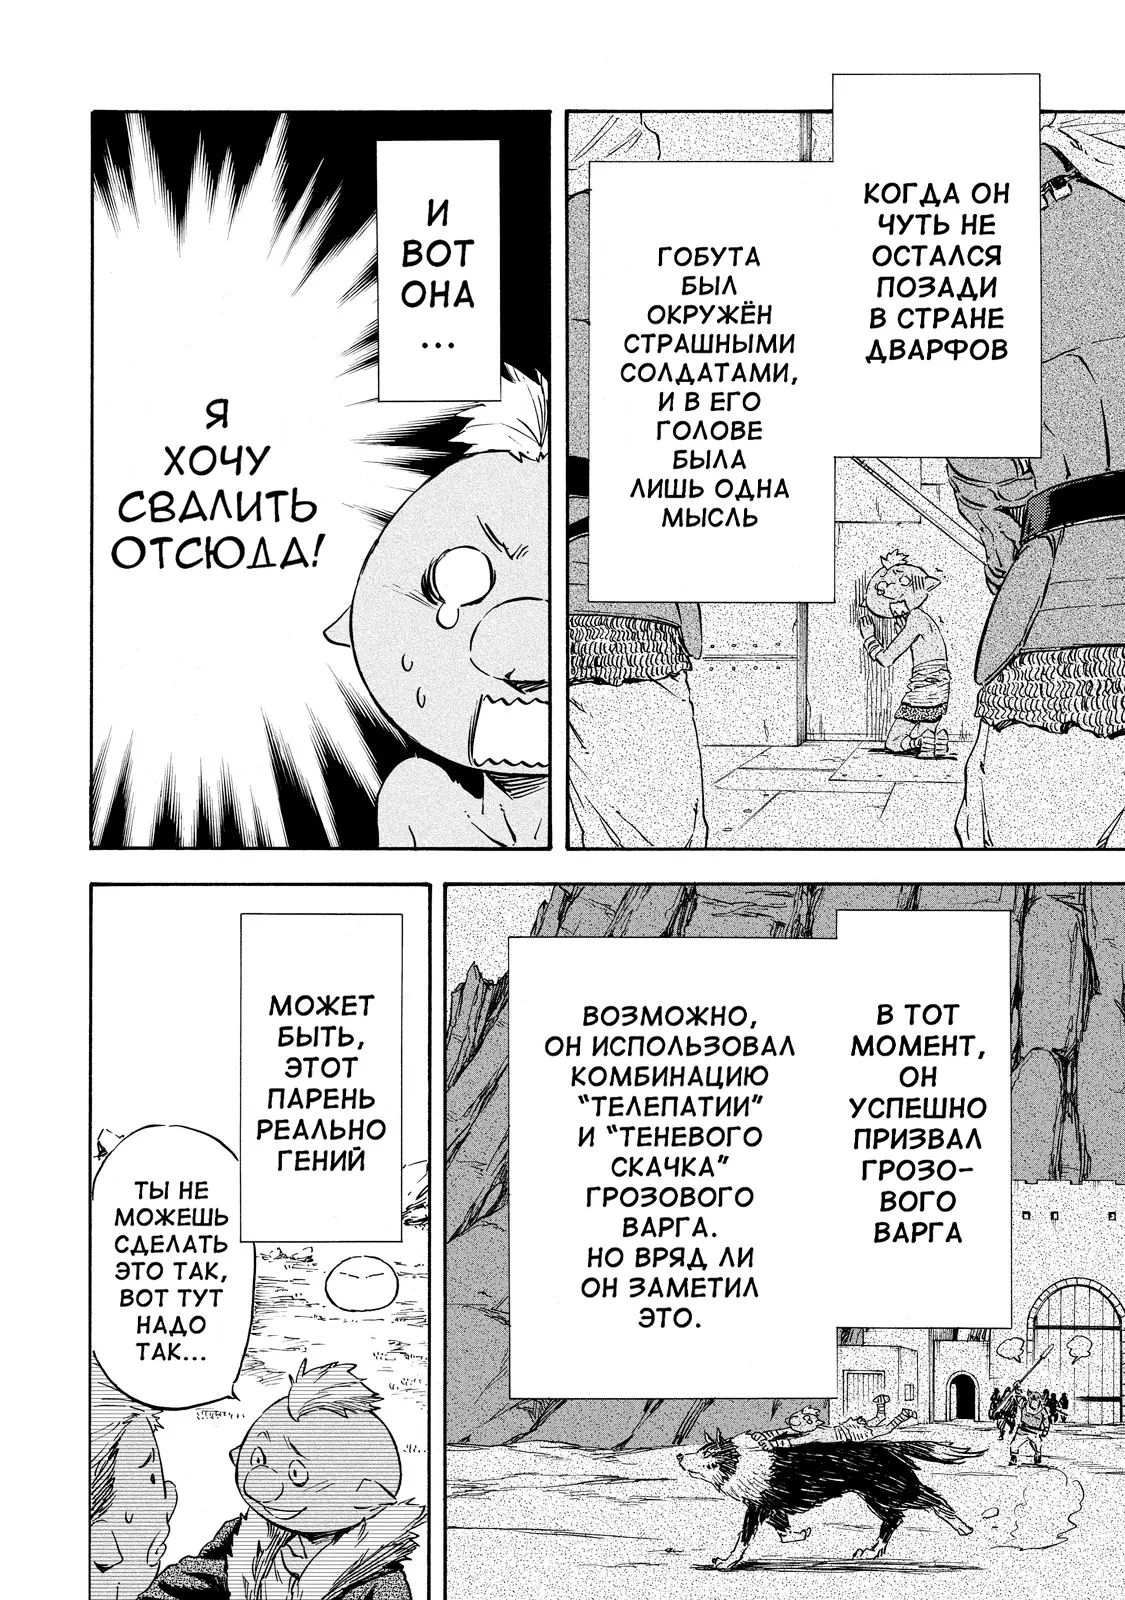 КОГДА ОН
ЧУТЬ НЕ
ОСТАЛСЯ
ПОЗАДИ
В СТРАНЕ
ДВАРФОВ
ГОБУТА
БЫЛ
ОКРУЖЁН
СТРАШНЫМИ
СОЛДАТАМИ,
И В ЕГО
ГОЛОВЕ
БЫЛА
ЛИШЬ ОДНА
МЫСЛЬ
И
ВОТ
ОНА
...
Я
ХОЧУ
СВАЛИТЬ
ОТСЮДА!
В ТОТ
МОМЕНТ,
ОН
УСПЕШНО
ПРИЗВАЛ
ГРОЗО-
ВОГО
ВАРГА
ВОЗМОЖНО,
ОН ИСПОЛЬЗОВАЛ
КОМБИНАЦИЮ
"ТЕЛЕПАТИИ"
И "ТЕНЕВОГО
СКАЧКА"
ГРОЗОВОГО
ВАРГА.
НО ВРЯД ЛИ
ОН ЗАМЕТИЛ
ЭТО.
МОЖЕТ
БЫТЬ,
ЭТОТ
ПАРЕНЬ
РЕАЛЬНО
ГЕНИЙ
ТЫ НЕ
МОЖЕШЬ
СДЕЛАТЬ
ЭТО ТАК,
ВОТ ТУТ
НАДО
ТАК...